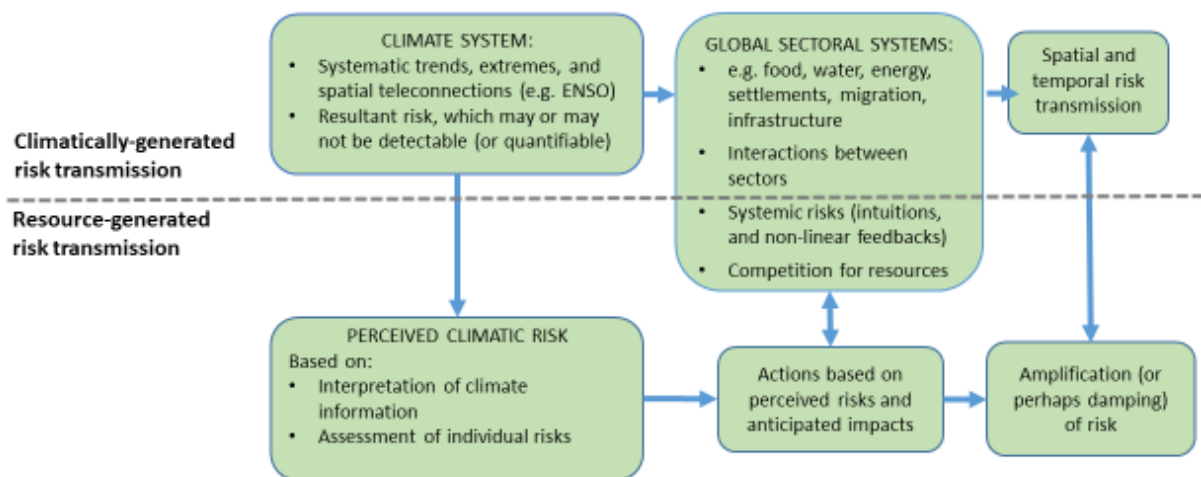 CLIMATE SYSTEM:
• Systematic trends, extremes, and
spatial teleconnections (e.g. ENSO)
• Resultant risk, which may or may
not be detectable (or quantifiable)
GLOBAL SECTORAL SYSTEMS:
• e.g. food, water, energy,
settlements, migration,
infrastructure
• Interactions between
sectors
• Systemic risks (intuitions,
and non-linear feedbacks)
• Competition for resources
Spatial and
temporal risk
transmission
Climatically-generated
risk transmission
Resource-generated
risk transmission
PERCEIVED CLIMATIC RISK
Based on:
• Interpretation of climate
information
• Assessment of individual risks
Actions based on
perceived risks and
anticipated impacts
Amplification (or
perhaps damping)
of risk